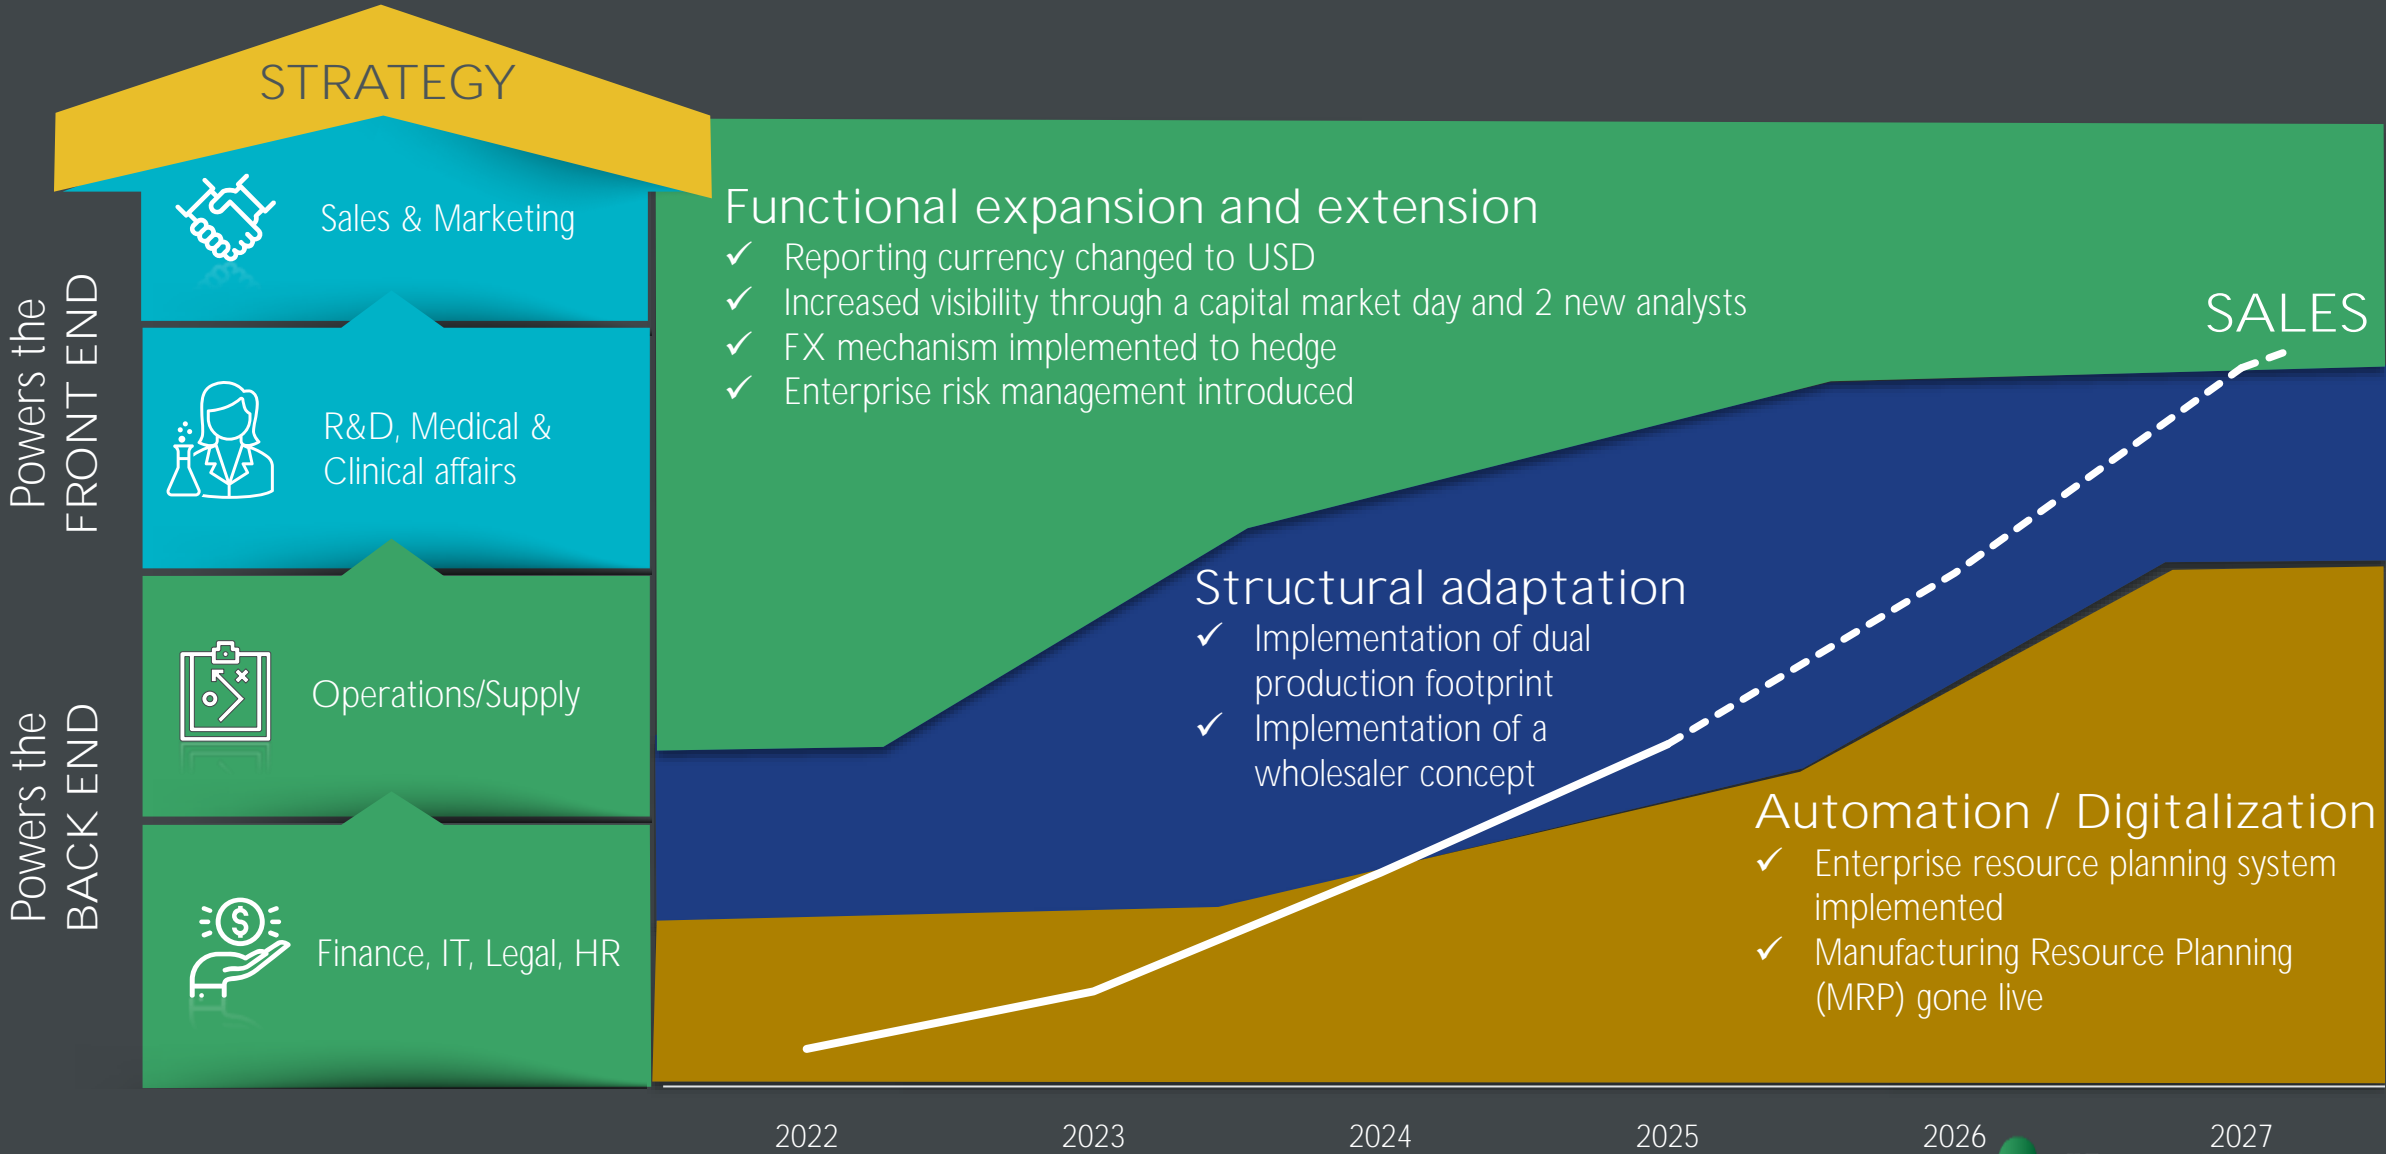 STRATEGY
Powers the
FRONT END
Sales & Marketing
R&D, Medical &
Clinical affairs
Powers the
BACK END
Operations/Supply
Finance, IT, Legal, HR
Functional expansion and extension
✓ Reporting currency changed to USD
✓ Increased visibility through a capital market day and 2 new analysts
✓ FX mechanism implemented to hedge
✓ Enterprise risk management introduced
SALES
Structural adaptation
✓ Implementation of dual
production footprint
✓ Implementation of a
wholesaler concept
Automation / Digitalization
✓ Enterprise resource planning system
implemented
✓ Manufacturing Resource Planning
(MRP) gone live
2022 2023 2024 2025 2026 2027